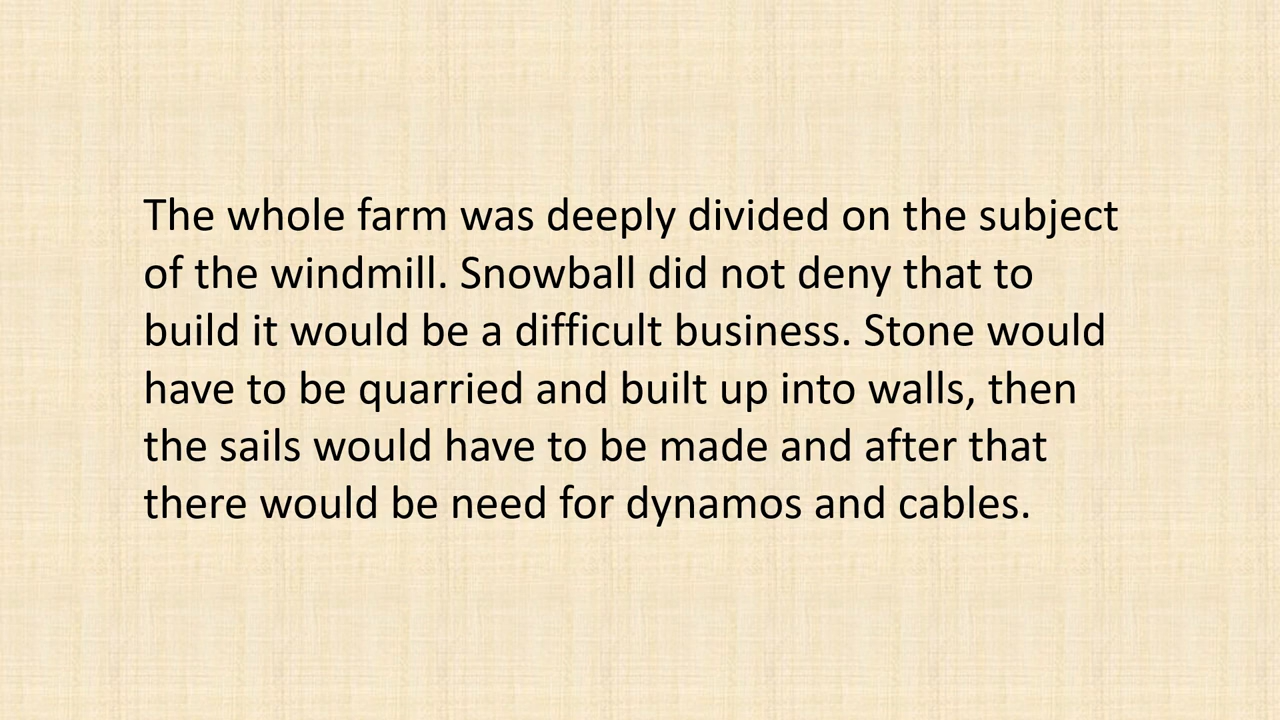 The whole farm was deeply divided on the subject
of the windmill. Snowball did not deny that to
build it would be a difficult business. Stone would
have to be quarried and built up into walls, then
the sails would have to be made and after that
there would be need for dynamos and cables.